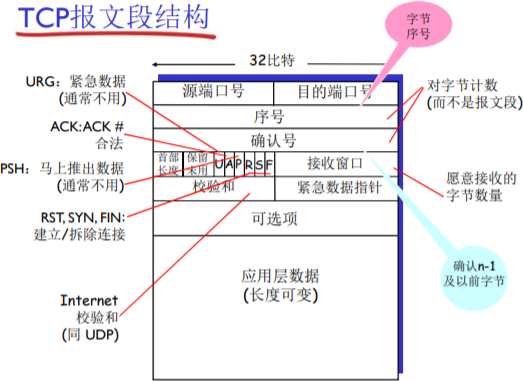 TCP报文段结构
字节
序号
32比特
URG：紧急数据
(通常不用)
源端口号
目的端口号
对字节计数
(而不是报文段)
序号
ACK:ACK #
合法
确认号
首部
长度
保留
未用
U A P R S F
接收窗口
PSH：马上推出数据
(通常不用)
校验和
紧急数据指针
愿意接收的
字节数量
RST, SYN, FIN:
建立/拆除连接
可选项
确认n-1
及以前字节
应用层数据
(长度可变)
Internet
校验和
(同 UDP)